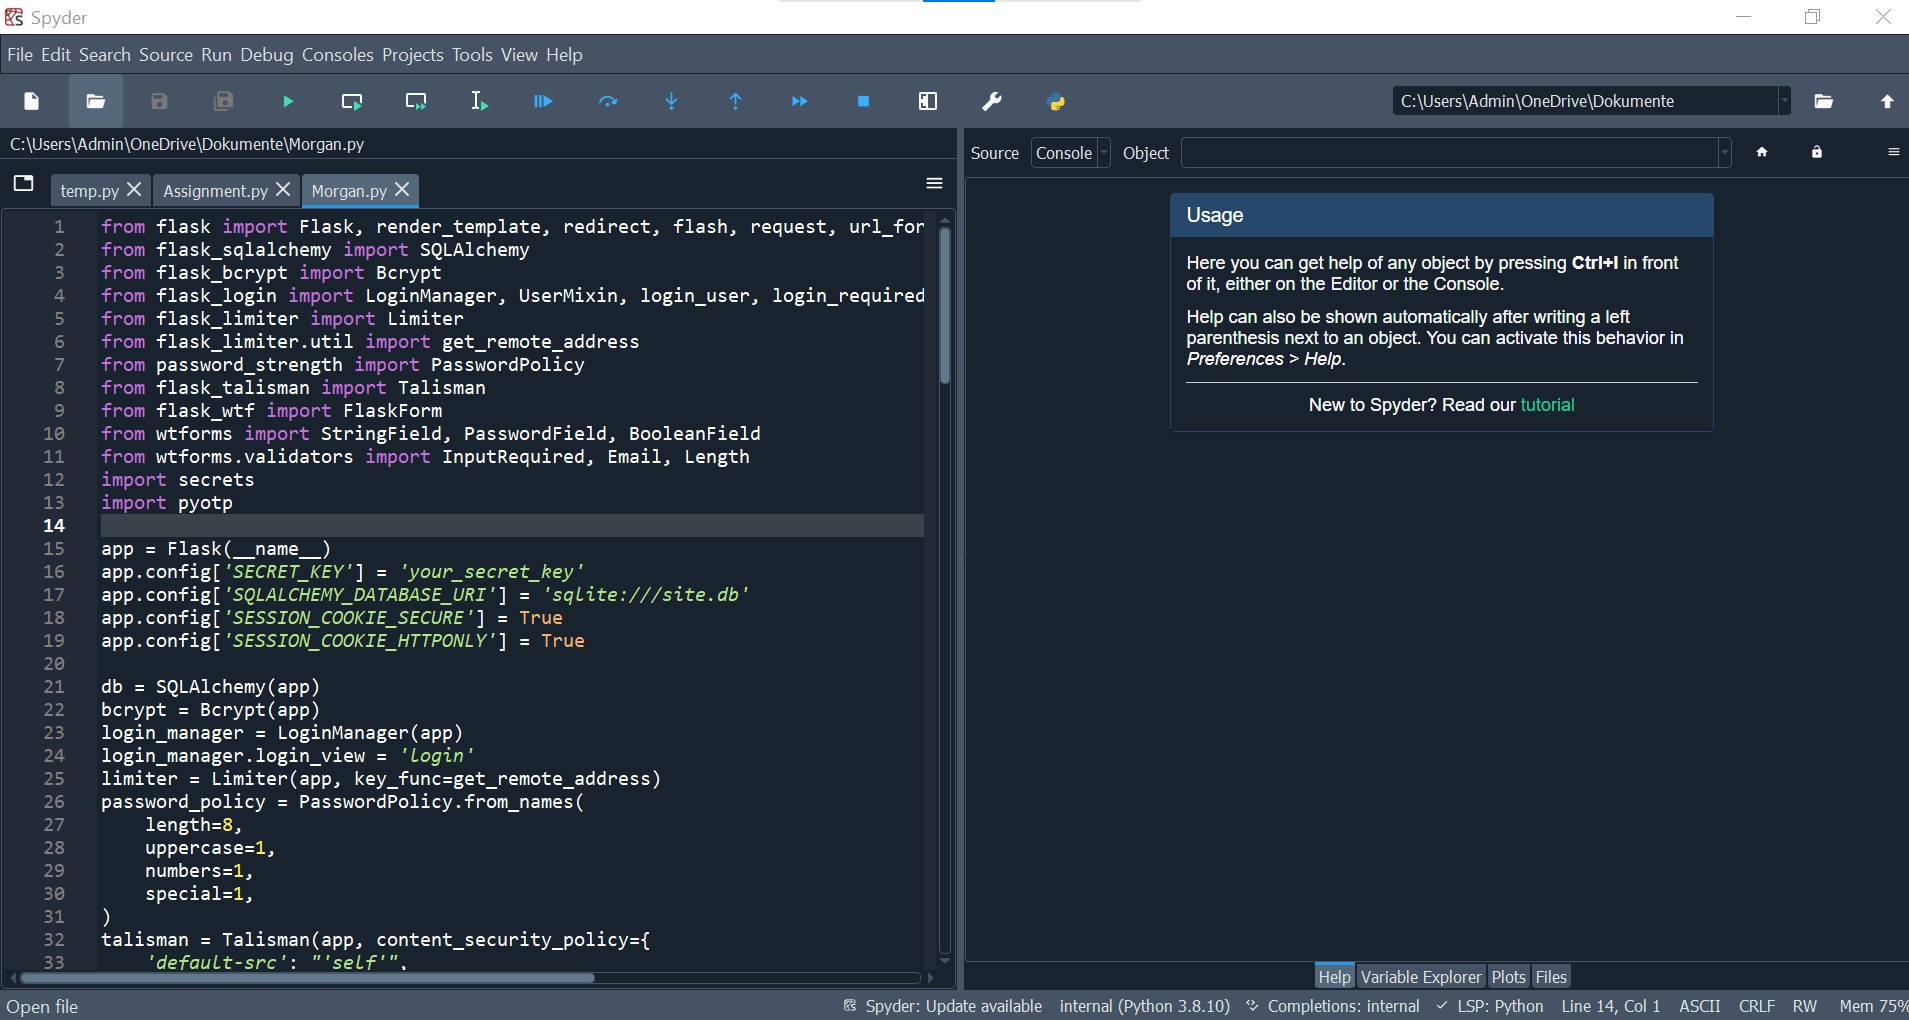 Spyder
File Edit Search Source Run Debug Consoles Projects Tools View Help
C:\Users\Admin\OneDrive\Dokumente
C:\Users\Admin\OneDrive\Dokumente\Morgan.py
temp.py Assignment.py Morgan.py
1 from flask import Flask, render_template, redirect, flash, request, url_for
2 from flask_sqlalchemy import SQLAlchemy
3 from flask_bcrypt import Bcrypt
4 from flask_login import LoginManager, UserMixin, login_user, login_required
5 from flask_limiter import Limiter
6 from flask_limiter.util import get_remote_address
7 from password_strength import PasswordPolicy
8 from flask_talisman import Talisman
9 from flask_wtf import FlaskForm
10 from wtforms import StringField, PasswordField, BooleanField
11 from wtforms.validators import InputRequired, Email, Length
12 import secrets
13 import pyotp
14
15 app = Flask(__name__)
16 app.config['SECRET_KEY'] = 'your_secret_key'
17 app.config['SQLALCHEMY_DATABASE_URI'] = 'sqlite:///site.db'
18 app.config['SESSION_COOKIE_SECURE'] = True
19 app.config['SESSION_COOKIE_HTTPONLY'] = True
20
21 db = SQLAlchemy(app)
22 bcrypt = Bcrypt(app)
23 login_manager = LoginManager(app)
24 login_manager.login_view = 'login'
25 limiter = Limiter(app, key_func=get_remote_address)
26 password_policy = PasswordPolicy.from_names(
27     length=8,
28     uppercase=1,
29     numbers=1,
30     special=1,
31 )
32 talisman = Talisman(app, content_security_policy={
33     'default-src': "'self'",
Source Console Object
Usage
Here you can get help of any object by pressing Ctrl+I in front
of it, either on the Editor or the Console.
Help can also be shown automatically after writing a left
parenthesis next to an object. You can activate this behavior in
Preferences > Help.
New to Spyder? Read our tutorial
Help Variable Explorer Plots Files
Open file Spyder: Update available internal (Python 3.8.10) Completions: internal LSP: Python Line 14, Col 1 ASCII CRLF RW Mem 75%